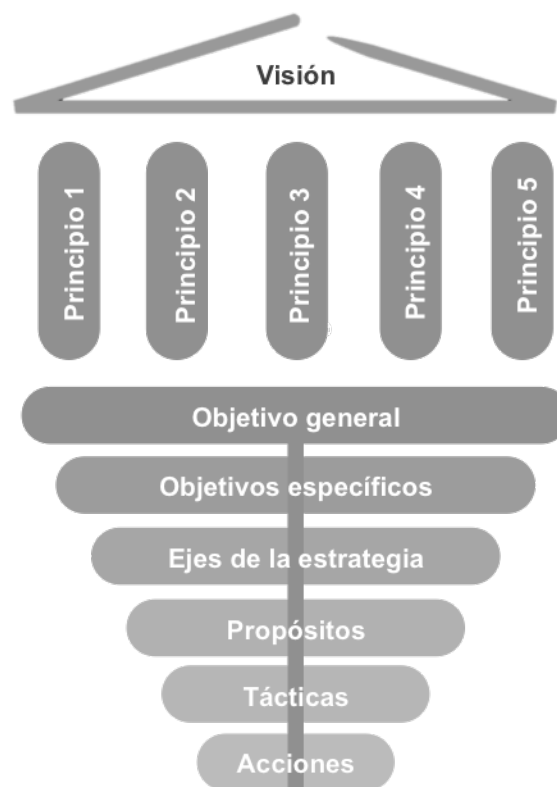 Visión
Principio 1
Principio 2
Principio 3
Principio 4
Principio 5
Objetivo general
Objetivos específicos
Ejes de la estrategia
Propósitos
Tácticas
Acciones